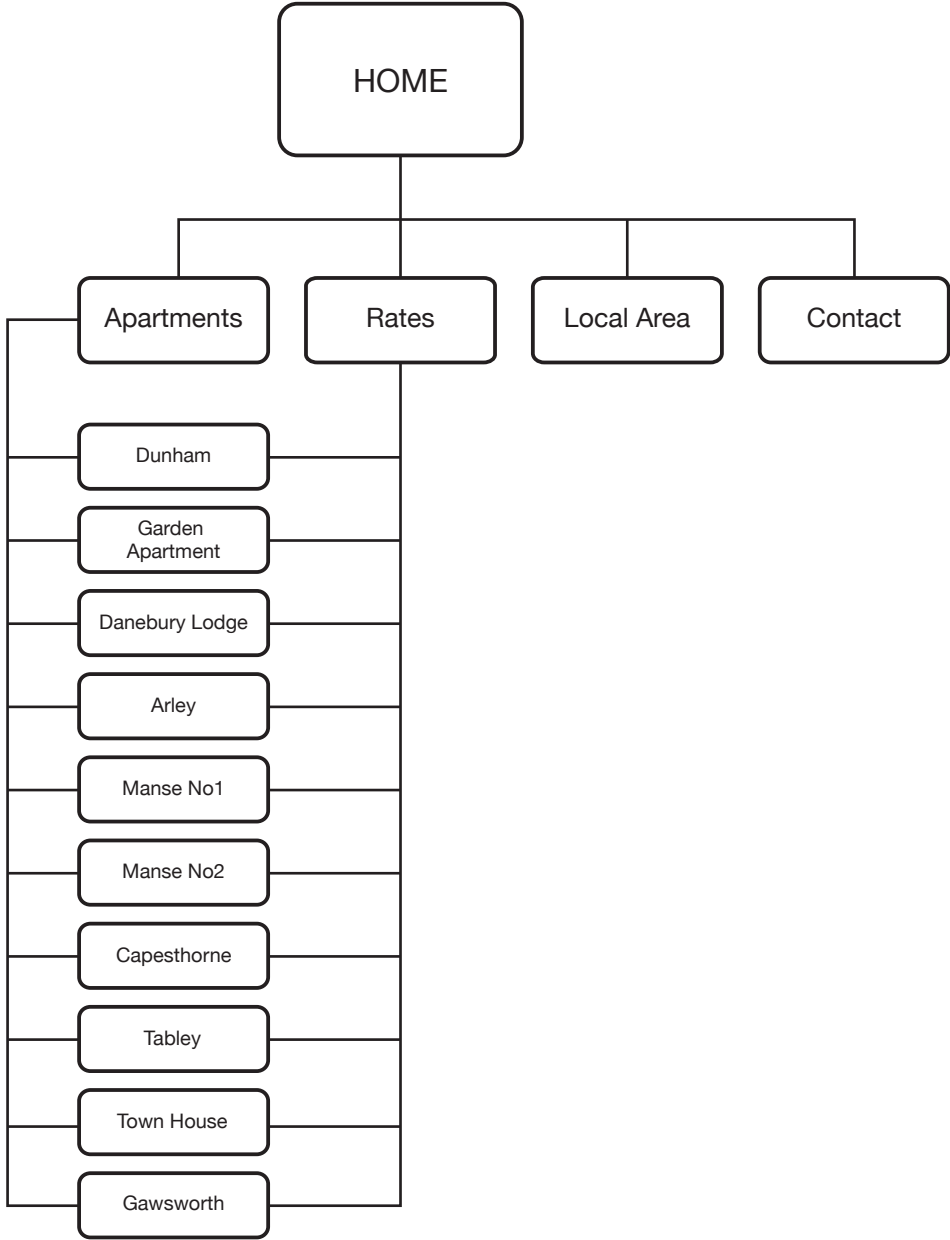 HOME
Apartments
Rates
Local Area
Contact
Dunham
Garden
Apartment
Danebury Lodge
Arley
Manse No1
Manse No2
Capesthorne
Tabley
Town House
Gawsworth